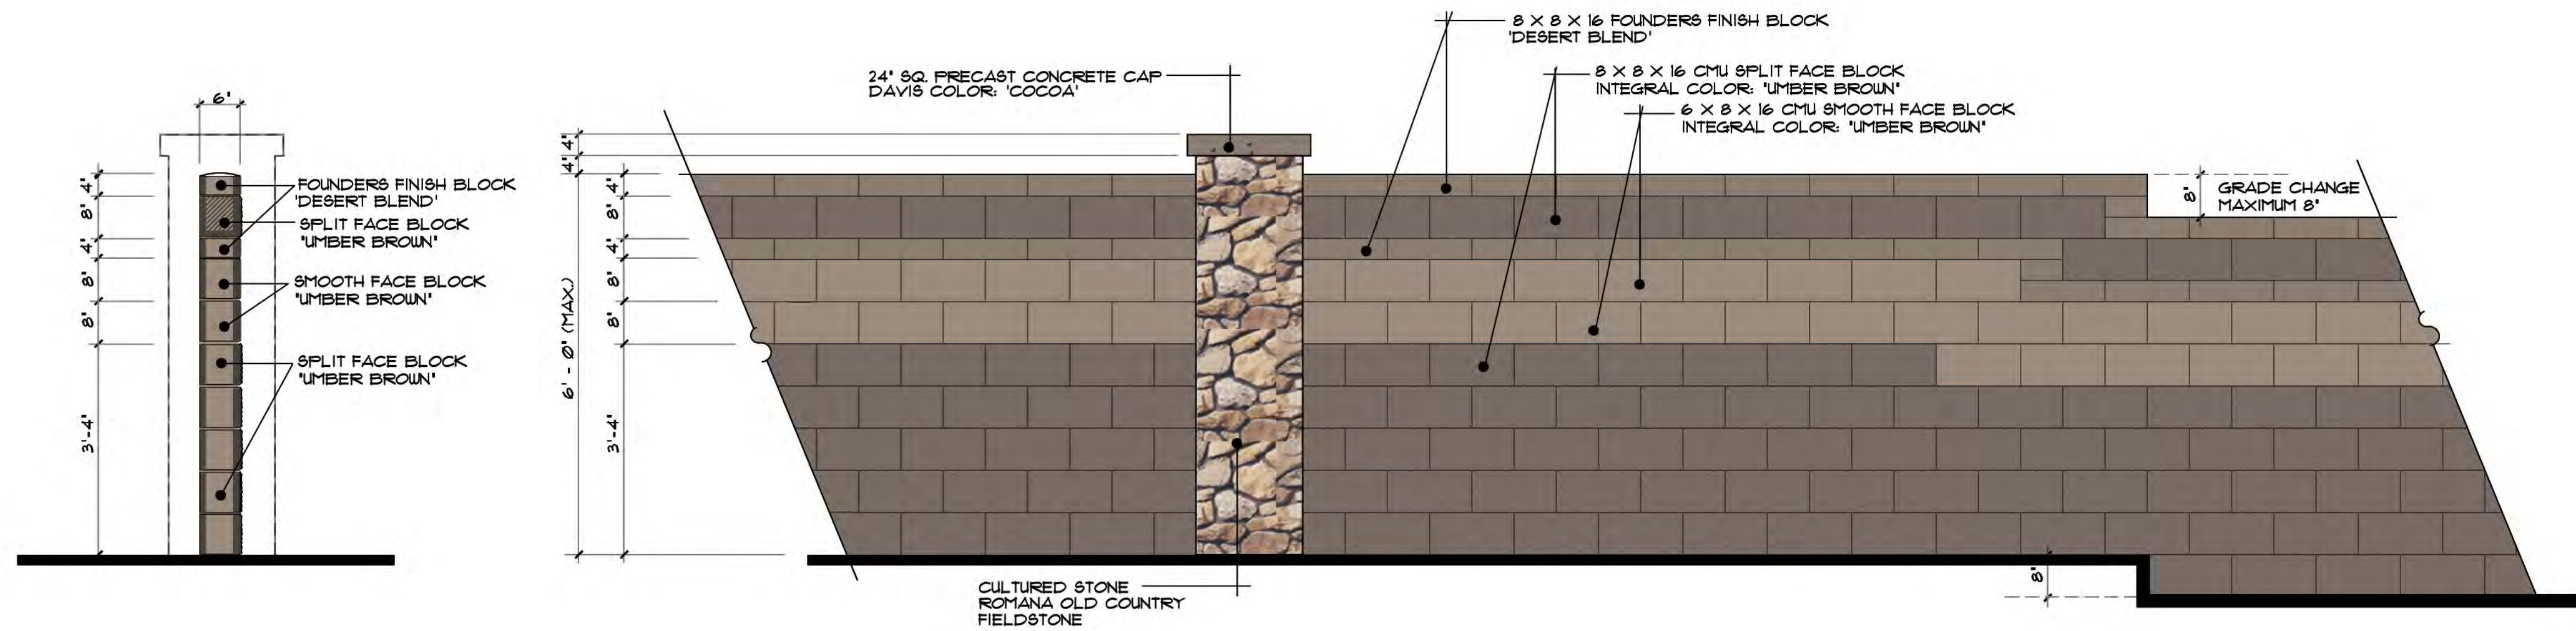 6"
4"
8"
4"
8"
8"
3'-4"
FOUNDERS FINISH BLOCK
'DESERT BLEND'
SPLIT FACE BLOCK
"UMBER BROWN"
SMOOTH FACE BLOCK
"UMBER BROWN"
SPLIT FACE BLOCK
"UMBER BROWN"
4"
4"
6' - 0" (MAX.)
4"
8"
4"
8"
8"
3'-4"
24" SQ. PRECAST CONCRETE CAP
DAVIS COLOR: 'COCOA'
8 X 8 X 16 FOUNDERS FINISH BLOCK
'DESERT BLEND'
8 X 8 X 16 CMU SPLIT FACE BLOCK
INTEGRAL COLOR: "UMBER BROWN"
6 X 8 X 16 CMU SMOOTH FACE BLOCK
INTEGRAL COLOR: "UMBER BROWN"
8"
GRADE CHANGE
MAXIMUM 8"
8"
CULTURED STONE
ROMANA OLD COUNTRY
FIELDSTONE